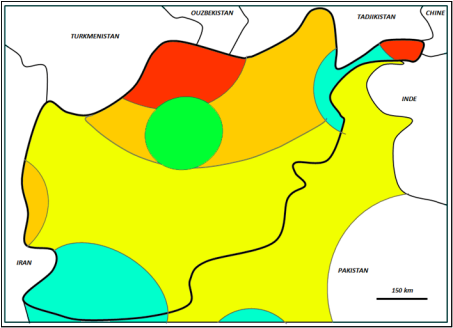 OUZBEKISTAN
TADJIKISTAN
CHINE
TURKMENISTAN
INDE
IRAN
PAKISTAN
150 km